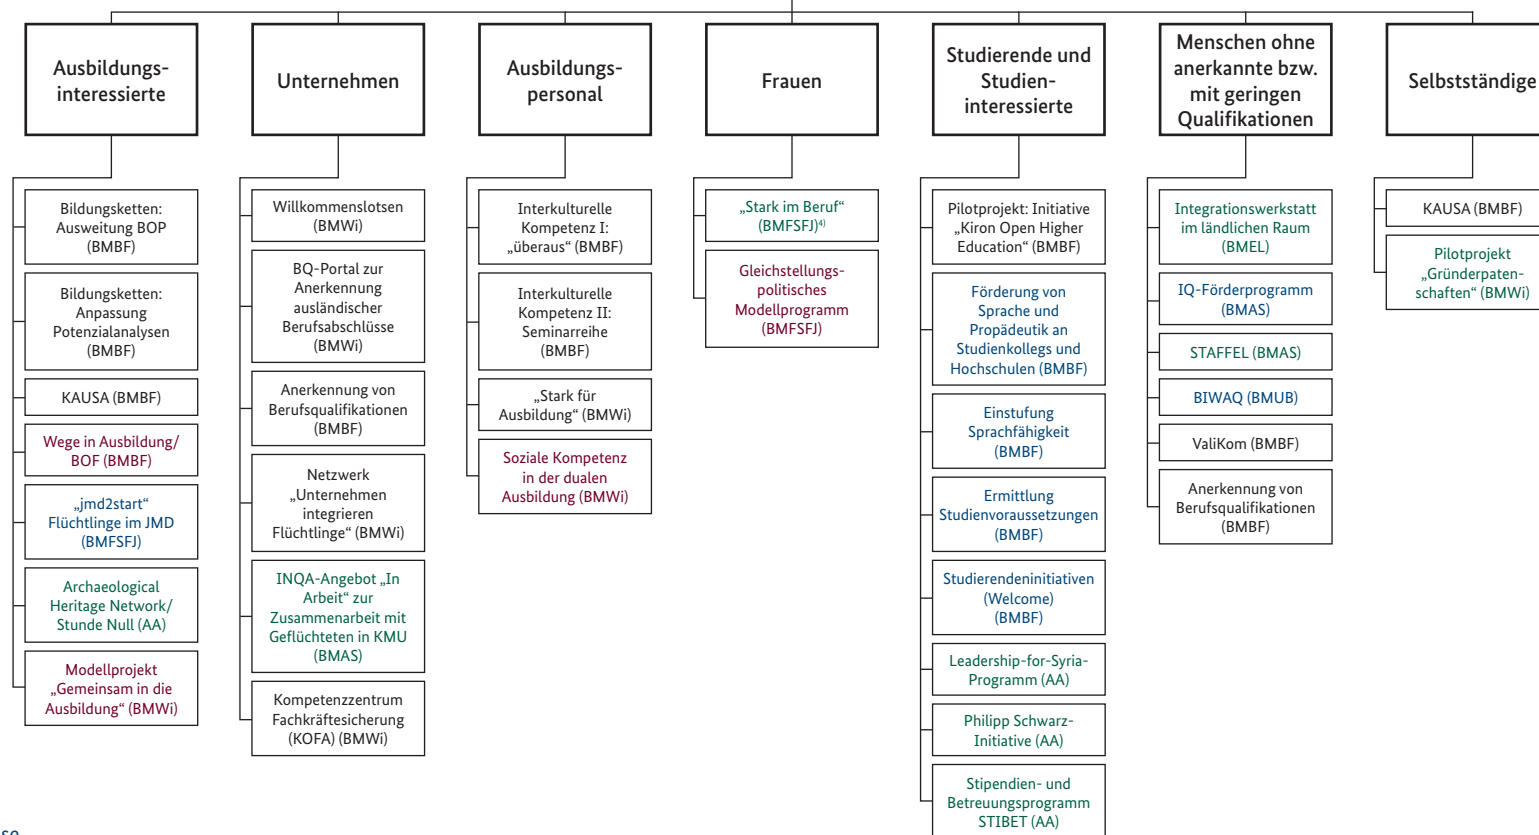 Ausbildungs-
interessierte
Bildungsketten:
Ausweitung BOP
(BMBF)
Bildungsketten:
Anpassung
Potenzialanalysen
(BMBF)
KAUSA (BMBF)
Wege in Ausbildung/
BOF (BMBF)
„jmd2start“
Flüchtlinge im JMD
(BMFSFJ)
Archaeological
Heritage Network/
Stunde Null (AA)
Modellprojekt
„Gemeinsam in die
Ausbildung“ (BMWi)
Unternehmen
Willkommenslotsen
(BMWi)
BQ-Portal zur
Anerkennung
ausländischer
Berufsabschlüsse
(BMWi)
Anerkennung von
Berufsqualifikationen
(BMBF)
Netzwerk
„Unternehmen
integrieren
Flüchtlinge“ (BMWi)
INQA-Angebot „In
Arbeit“ zur
Zusammenarbeit mit
Geflüchteten in KMU
(BMAS)
Kompetenzzentrum
Fachkräftesicherung
(KOFA) (BMWi)
Ausbildungs-
personal
Interkulturelle
Kompetenz I:
„überaus“ (BMBF)
Interkulturelle
Kompetenz II:
Seminarreihe
(BMBF)
„Stark für
Ausbildung“ (BMWi)
Soziale Kompetenz
in der dualen
Ausbildung (BMWi)
Frauen
„Stark im Beruf“
(BMFSFJ)⁴⁾
Gleichstellungs-
politisches
Modellprogramm
(BMFSFJ)
Studierende und
Studien-
interessierte
Pilotprojekt: Initiative
„Kiron Open Higher
Education“ (BMBF)
Förderung von
Sprache und
Propädeutik an
Studienkollegs und
Hochschulen (BMBF)
Einstufung
Sprachfähigkeit
(BMBF)
Ermittlung
Studienvoraussetzungen
(BMBF)
Studierendeninitiativen
(Welcome)
(BMBF)
Leadership-for-Syria-
Programm (AA)
Philipp Schwarz-
Initiative (AA)
Stipendien- und
Betreuungsprogramm
STIBET (AA)
Menschen ohne
anerkannte bzw.
mit geringen
Qualifikationen
Integrationswerkstatt
im ländlichen Raum
(BMEL)
IQ-Förderprogramm
(BMAS)
STAFFEL (BMAS)
BIWAQ (BMUB)
ValiKom (BMBF)
Anerkennung von
Berufsqualifikationen
(BMBF)
Selbstständige
KAUSA (BMBF)
Pilotprojekt
„Gründerpaten-
schaften“ (BMWi)